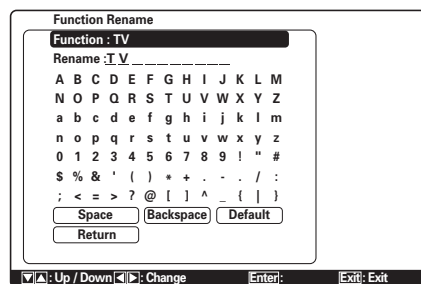 Function Rename
Function : TV
Rename :T V _ _ _ _ _ _ _ _
A B C D E F G H I J K L M
N O P Q R S T U V W X Y Z
a b c d e f g h i j k l m
n o p q r s t u v w x y z
0 1 2 3 4 5 6 7 8 9 ! " #
$ % & ' ( ) * + . - . / :
; < = > ? @ [ ] ^ _ { | }
Space Backspace Default
Return
▼▲: Up / Down ◀▶: Change Enter: Exit: Exit